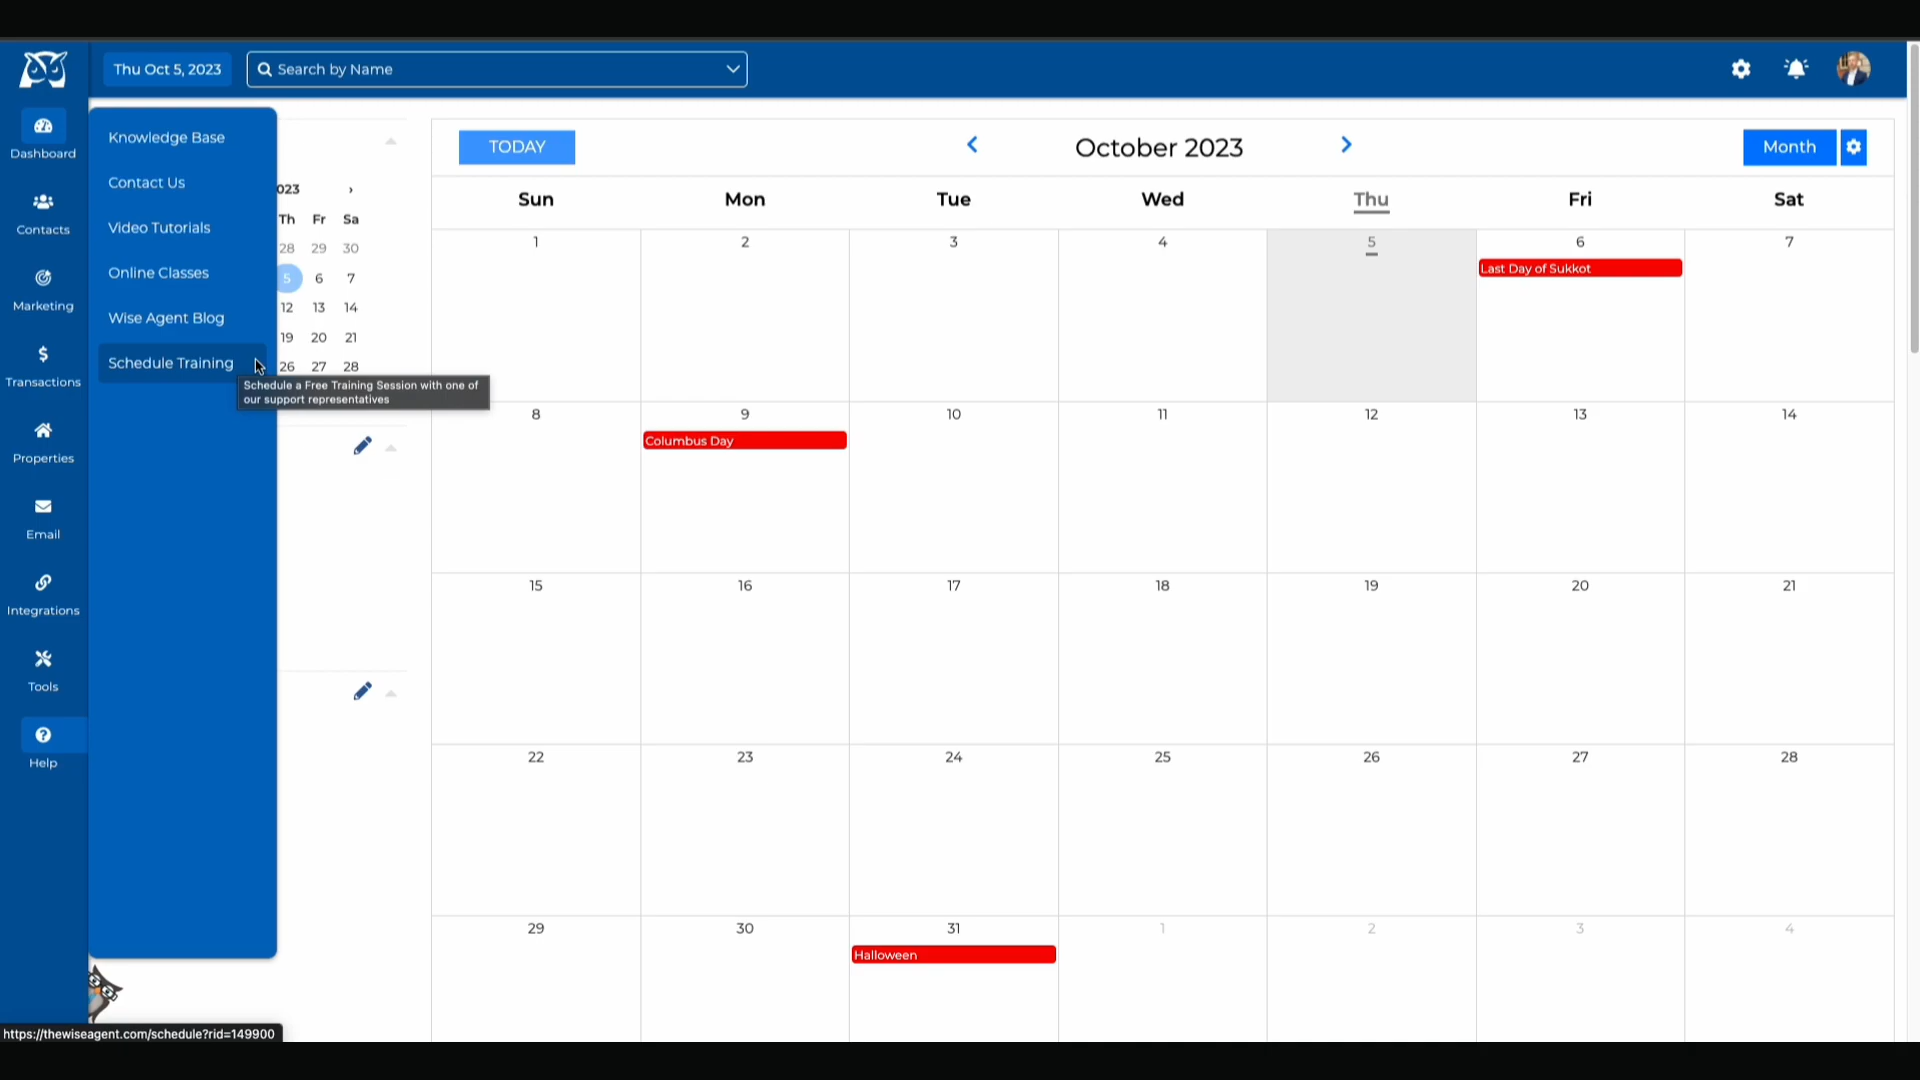 Thu Oct 5, 2023
Search by Name
Dashboard
Contacts
Marketing
Transactions
Properties
Email
Integrations
Tools
Help
Knowledge Base
Contact Us
Video Tutorials
Online Classes
Wise Agent Blog
Schedule Training
Schedule a Free Training Session with one of
our support representatives
023 ›
Th Fr Sa
28 29 30
5 6 7
12 13 14
19 20 21
26 27 28
TODAY
October 2023
Month
Sun Mon Tue Wed Thu Fri Sat
1 2 3 4 5 6 7
Last Day of Sukkot
8 9 10 11 12 13 14
Columbus Day
15 16 17 18 19 20 21
22 23 24 25 26 27 28
29 30 31 1 2 3 4
Halloween
https://thewiseagent.com/schedule?rid=149900